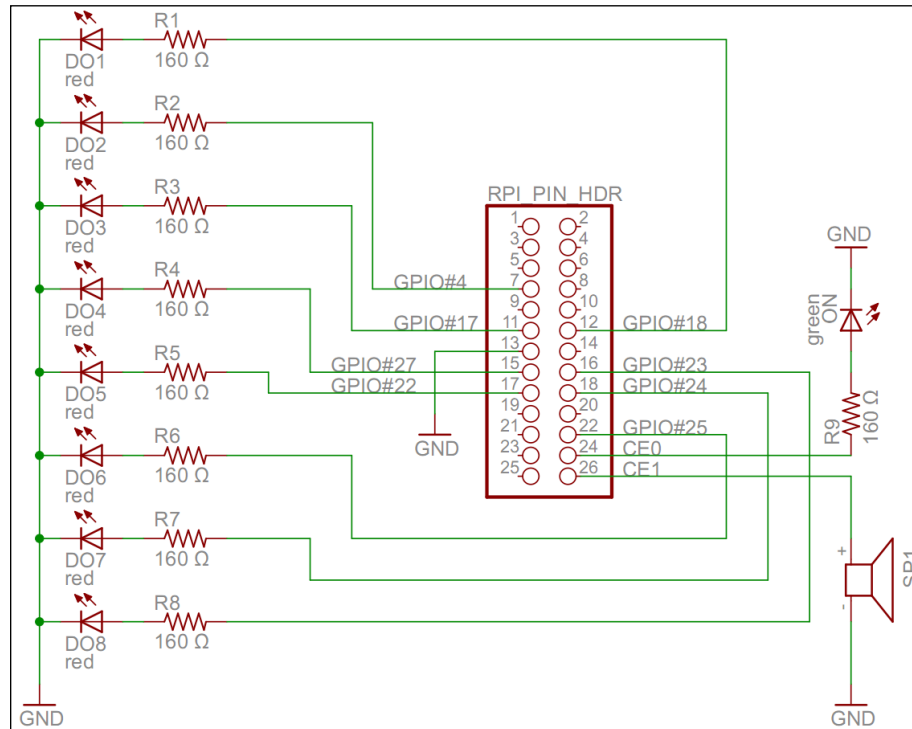 R1
160 Ω
DO1
red
R2
160 Ω
DO2
red
R3
160 Ω
DO3
red
R4
160 Ω
DO4
red
R5
160 Ω
DO5
red
R6
160 Ω
DO6
red
R7
160 Ω
DO7
red
R8
160 Ω
DO8
red
GND
RPI_PIN_HDR
1 2
3 4
5 6
GPIO#4 7 8
9 10
GPIO#17 11 12 GPIO#18
13 14
GPIO#27 15 16 GPIO#23
GPIO#22 17 18 GPIO#24
19 20
21 22 GPIO#25
23 24 CE0
25 26 CE1
GND
GND
green
ON
R9
160 Ω
+
SP1
-
GND